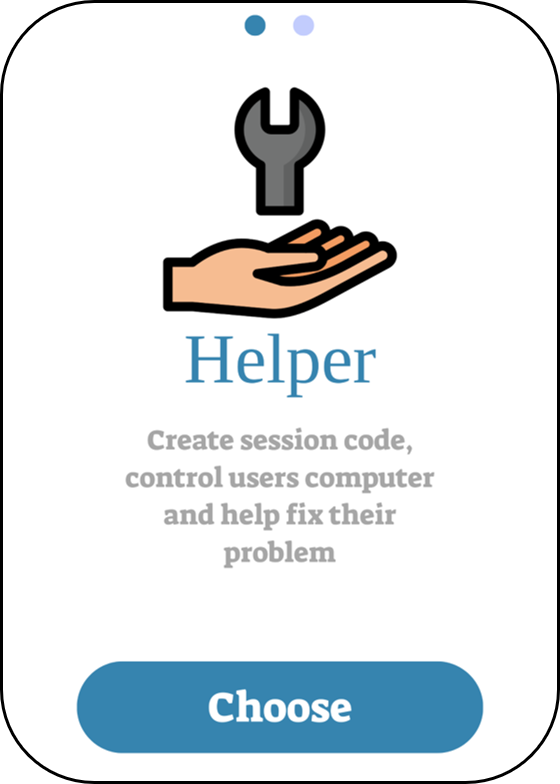 Helper
Create session code,
control users computer
and help fix their
problem
Choose